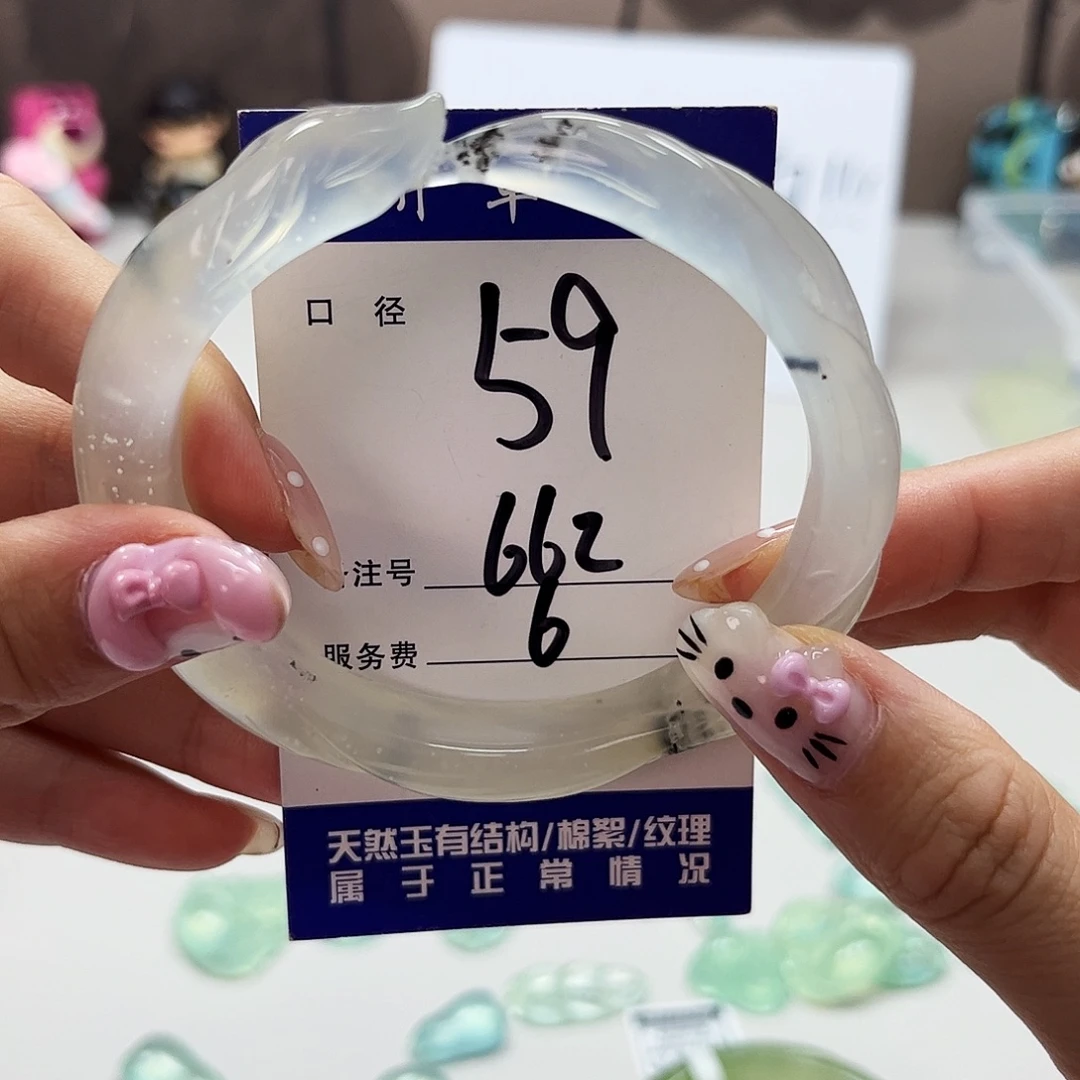 单
口 径 59
注号 662
服务费 6
天然玉有结构/棉絮/纹理
属于正常情况